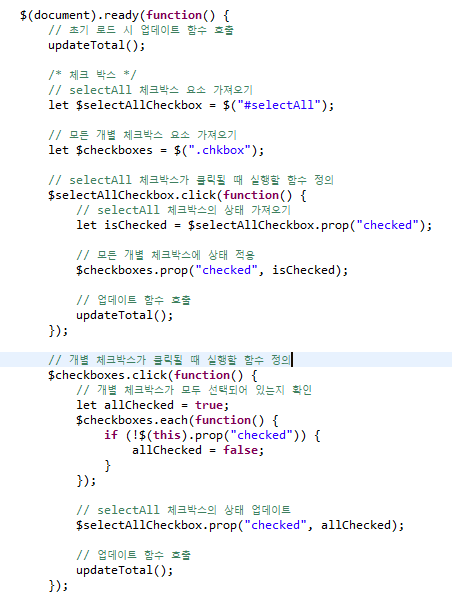 $(document).ready(function() {
// 초기 로드 시 업데이트 함수 호출
updateTotal();
/* 체크 박스 */
// selectAll 체크박스 요소 가져오기
let $selectAllCheckbox = $("#selectAll");
// 모든 개별 체크박스 요소 가져오기
let $checkboxes = $(".chkbox");
// selectAll 체크박스가 클릭될 때 실행할 함수 정의
$selectAllCheckbox.click(function() {
// selectAll 체크박스의 상태 가져오기
let isChecked = $selectAllCheckbox.prop("checked");
// 모든 개별 체크박스에 상태 적용
$checkboxes.prop("checked", isChecked);
// 업데이트 함수 호출
updateTotal();
});
// 개별 체크박스가 클릭될 때 실행할 함수 정의
$checkboxes.click(function() {
// 개별 체크박스가 모두 선택되어 있는지 확인
let allChecked = true;
$checkboxes.each(function() {
if (!$(this).prop("checked")) {
allChecked = false;
}
});
// selectAll 체크박스의 상태 업데이트
$selectAllCheckbox.prop("checked", allChecked);
// 업데이트 함수 호출
updateTotal();
});